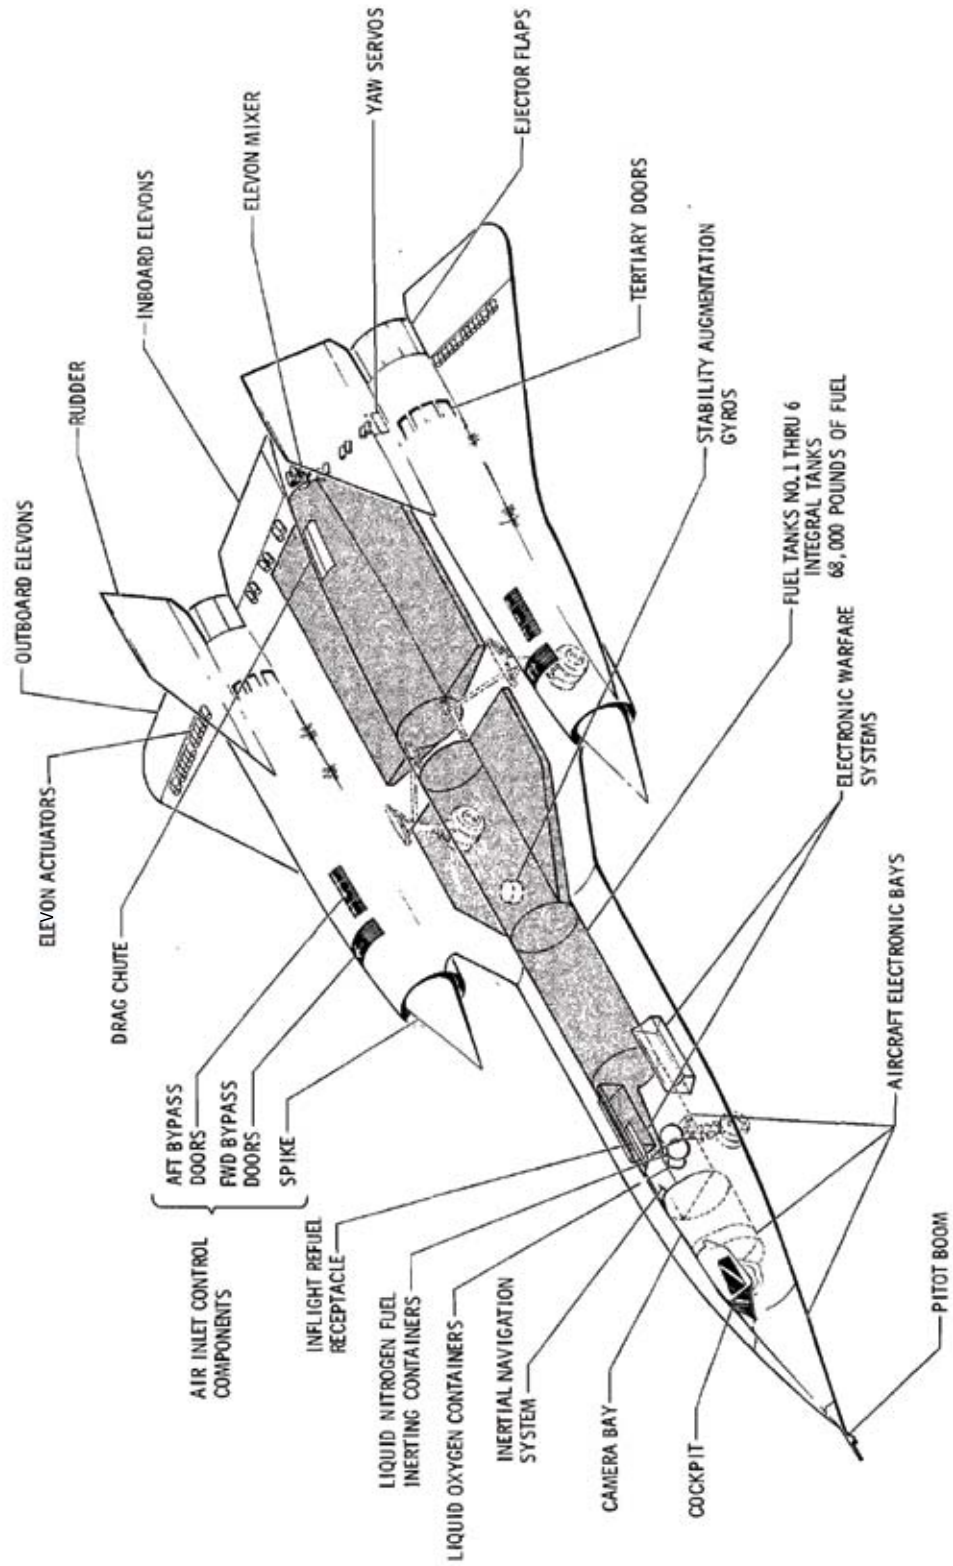 OUTBOARD ELEVONS
RUDDER
INBOARD ELEVONS
ELEVON MIXER
YAW SERVOS
EJECTOR FLAPS
TERTIARY DOORS
STABILITY AUGMENTATION
GYROS
FUEL TANKS NO. 1 THRU 6
INTEGRAL TANKS
68,000 POUNDS OF FUEL
ELECTRONIC WARFARE
SYSTEMS
AIRCRAFT ELECTRONIC BAYS
PITOT BOOM
ELEVON ACTUATORS
DRAG CHUTE
AIR INLET CONTROL
COMPONENTS
AFT BYPASS
DOORS
FWD BYPASS
DOORS
SPIKE
INFLIGHT REFUEL
RECEPTACLE
LIQUID NITROGEN FUEL
INERTING CONTAINERS
LIQUID OXYGEN CONTAINERS
INERTIAL NAVIGATION
SYSTEM
CAMERA BAY
COCKPIT